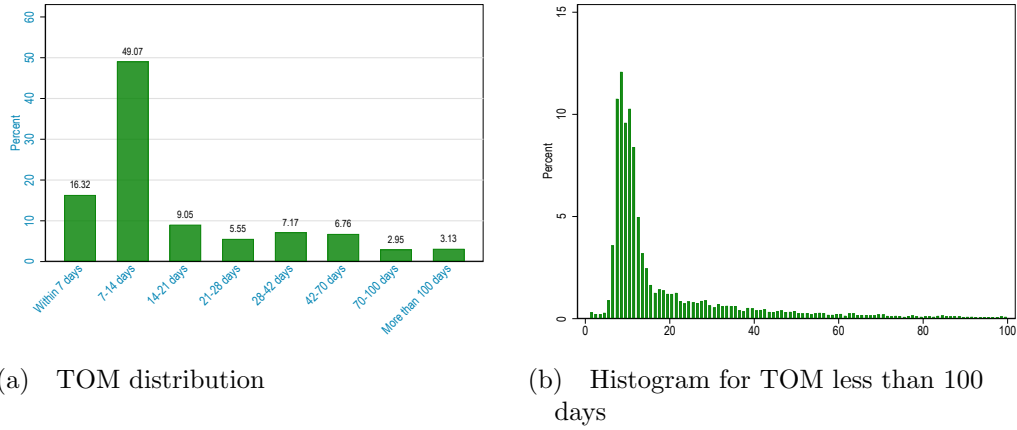 60
50
40
30
20
10
0
Percent
16.32
49.07
9.05
5.55
7.17
6.76
2.95
3.13
Within 7 days
7-14 days
14-21 days
21-28 days
28-42 days
42-70 days
70-100 days
More than 100 days
15
10
5
0
Percent
0 20 40 60 80 100
(a) TOM distribution
(b) Histogram for TOM less than 100
days